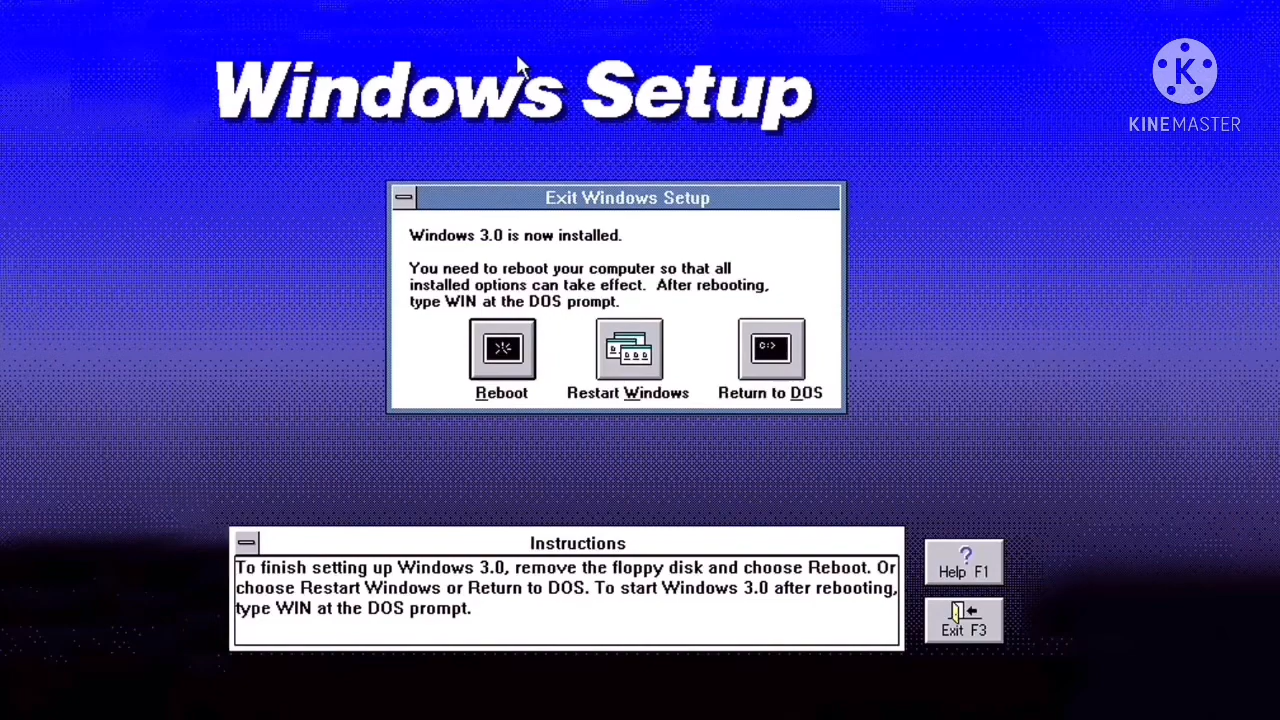 Windows Setup
K
KINEMASTER
Exit Windows Setup
Windows 3.0 is now installed.
You need to reboot your computer so that all
installed options can take effect. After rebooting,
type WIN at the DOS prompt.
C:>
Reboot
Restart Windows
Return to DOS
Instructions
To finish setting up Windows 3.0, remove the floppy disk and choose Reboot. Or
choose Restart Windows or Return to DOS. To start Windows 3.0 after rebooting,
type WIN at the DOS prompt.
?
Help F1
Exit F3